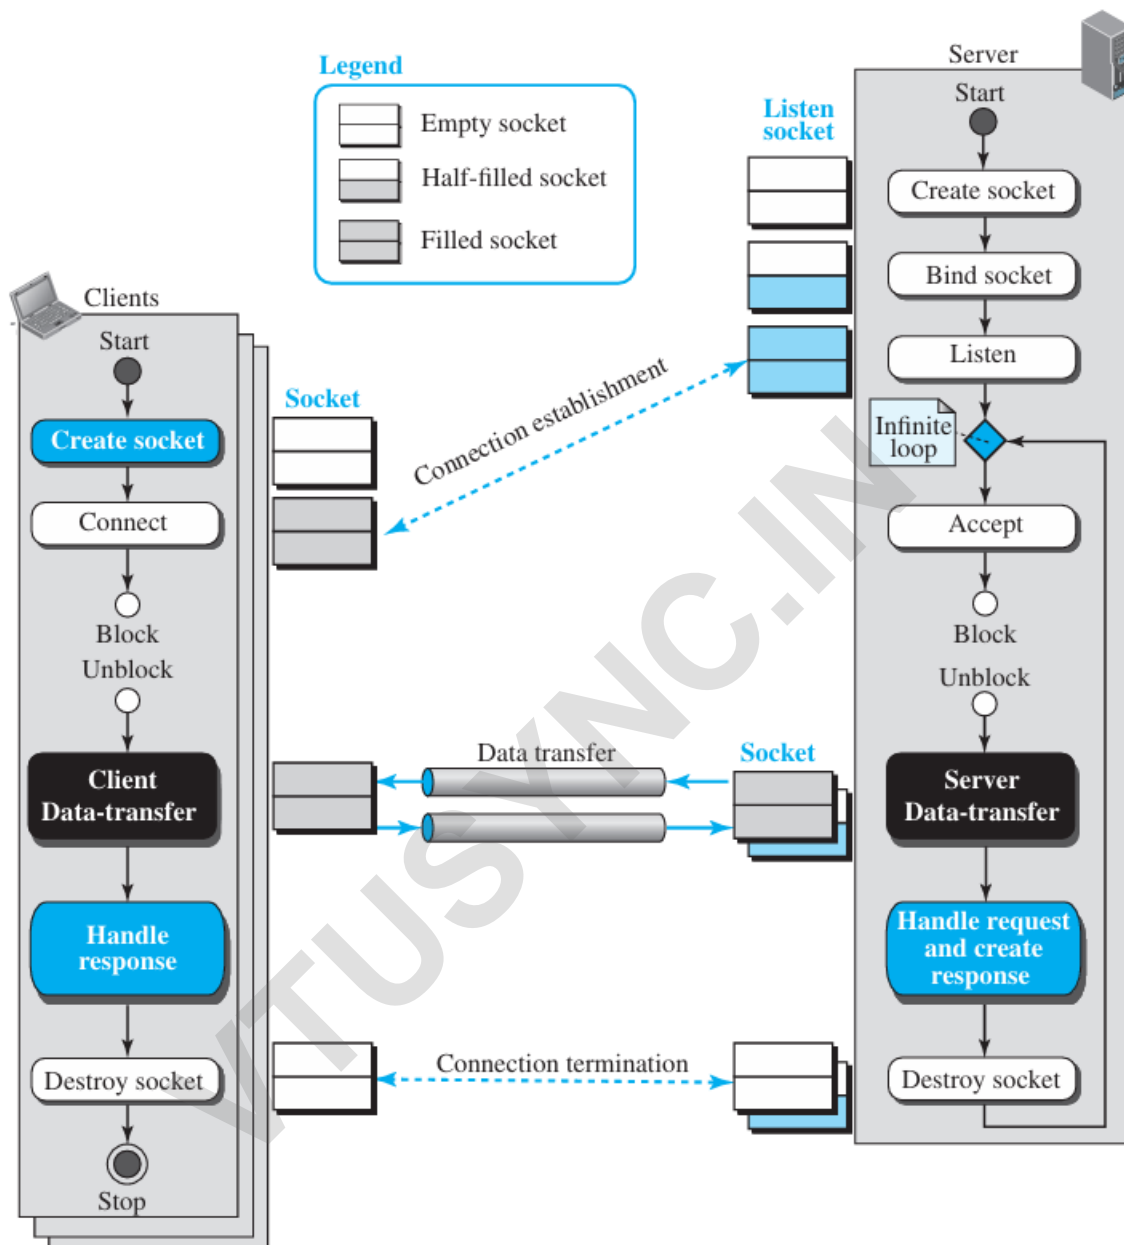 Legend
Empty socket
Half-filled socket
Filled socket
Server
Start
Listen
socket
Create socket
Bind socket
Listen
Infinite
loop
Accept
Block
Unblock
Server
Data-transfer
Handle request
and create
response
Destroy socket
Clients
Start
Socket
Create socket
Connect
Block
Unblock
Client
Data-transfer
Handle
response
Destroy socket
Stop
Connection establishment
Data transfer
Socket
Connection termination
VTUSYNC.IN